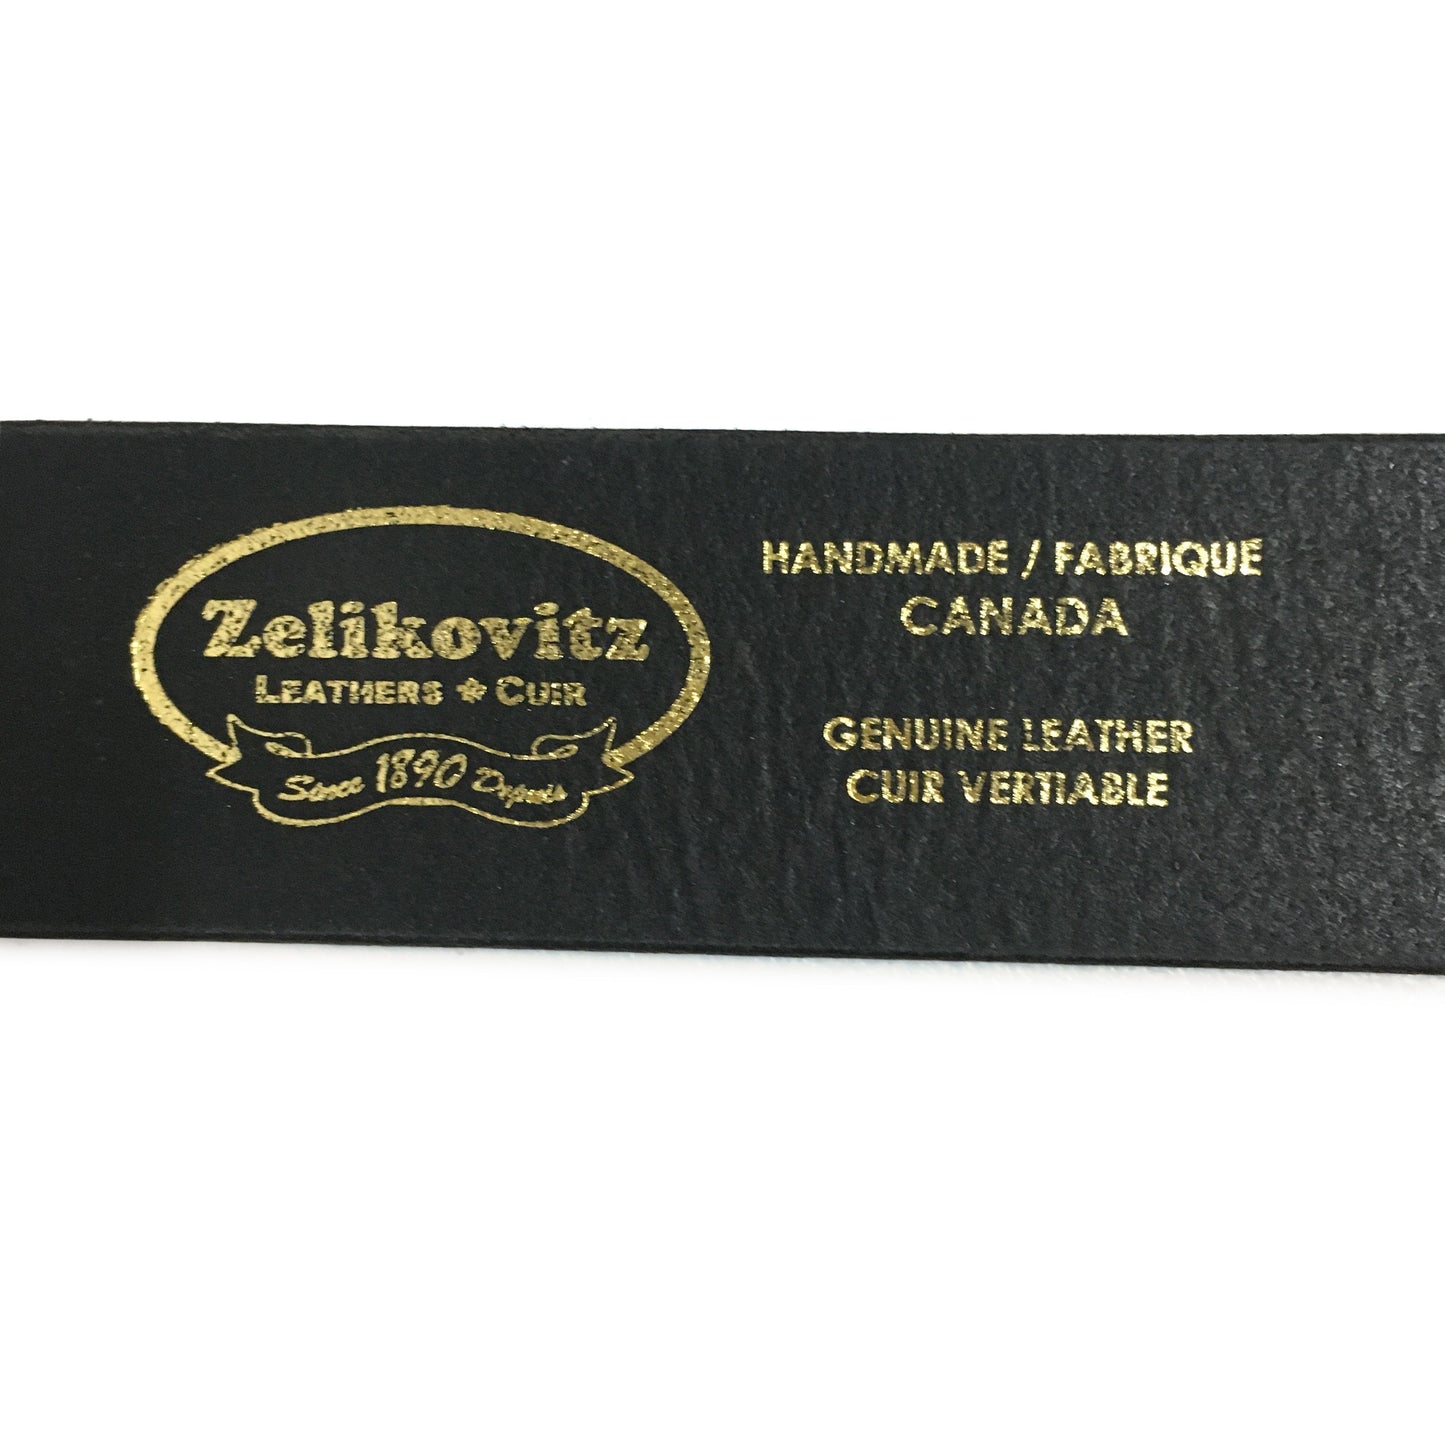 Zelikovitz
LEATHERS CUIR
Since 1890 Depuis
HANDMADE / FABRIQUE
CANADA
GENUINE LEATHER
CUIR VERTIABLE